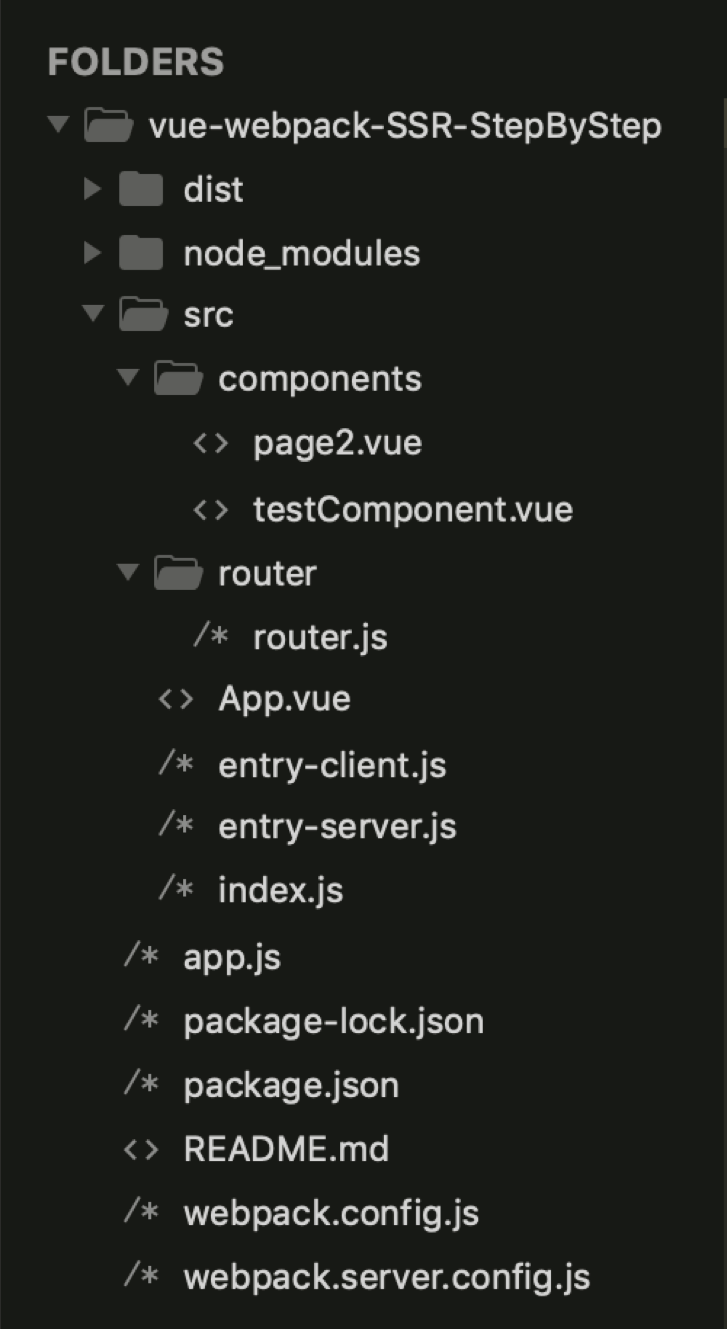 FOLDERS
vue-webpack-SSR-StepByStep
dist
node_modules
src
components
<> page2.vue
<> testComponent.vue
router
/* router.js
<> App.vue
/* entry-client.js
/* entry-server.js
/* index.js
/* app.js
/* package-lock.json
/* package.json
<> README.md
/* webpack.config.js
/* webpack.server.config.js